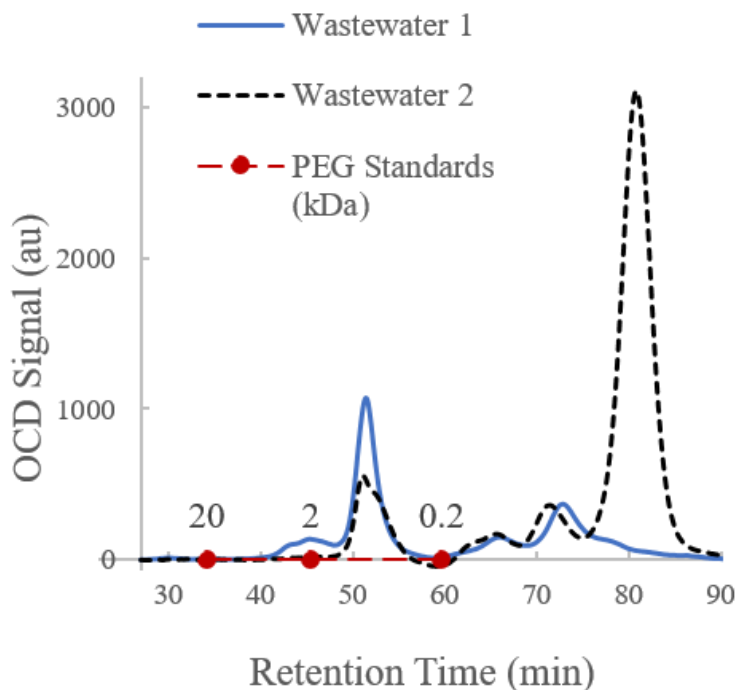 Wastewater 1
Wastewater 2
PEG Standards
(kDa)
OCD Signal (au)
3000
2000
1000
0
20
2
0.2
30
40
50
60
70
80
90
Retention Time (min)